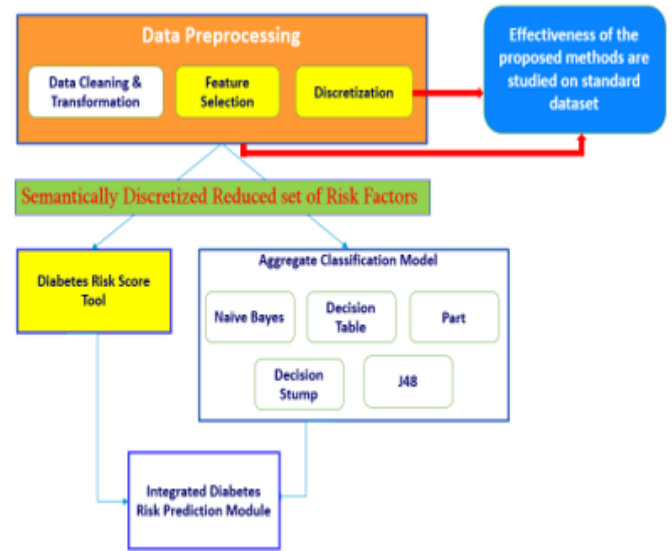 Data Preprocessing
Data Cleaning &
Transformation
Feature
Selection
Discretization
Effectiveness of the
proposed methods are
studied on standard
dataset
Semantically Discretized Reduced set of Risk Factors
Diabetes Risk Score
Tool
Aggregate Classification Model
Naïve Bayes
Decision
Table
Part
Decision
Stump
J48
Integrated Diabetes
Risk Prediction Module